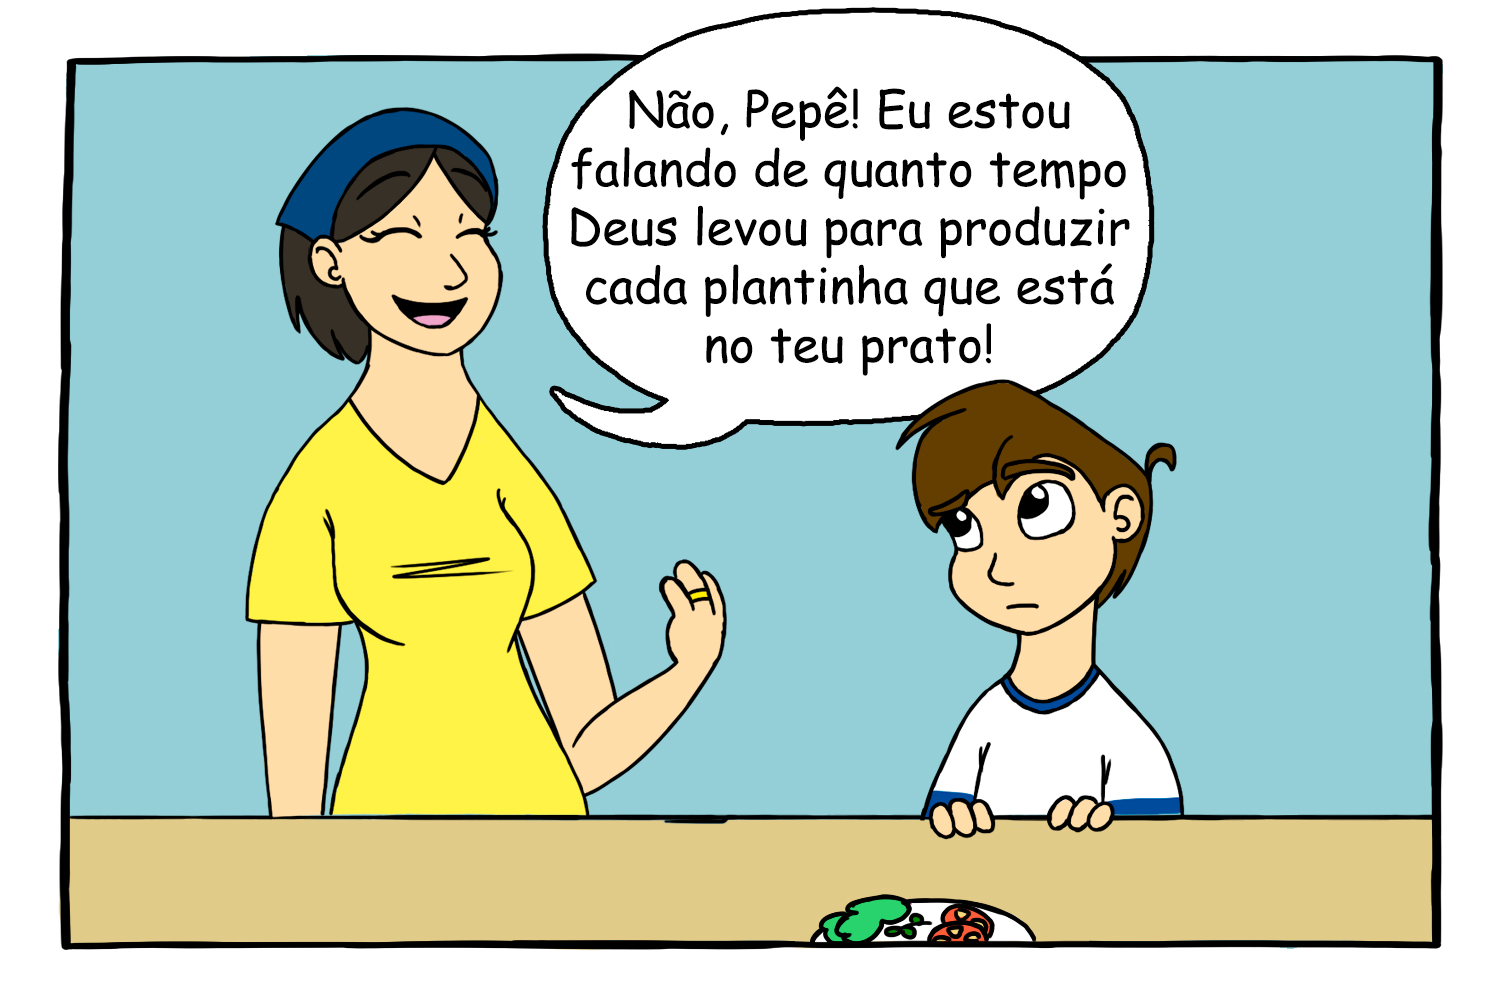 Não, Pepê! Eu estou
falando de quanto tempo
Deus levou para produzir
cada plantinha que está
no teu prato!